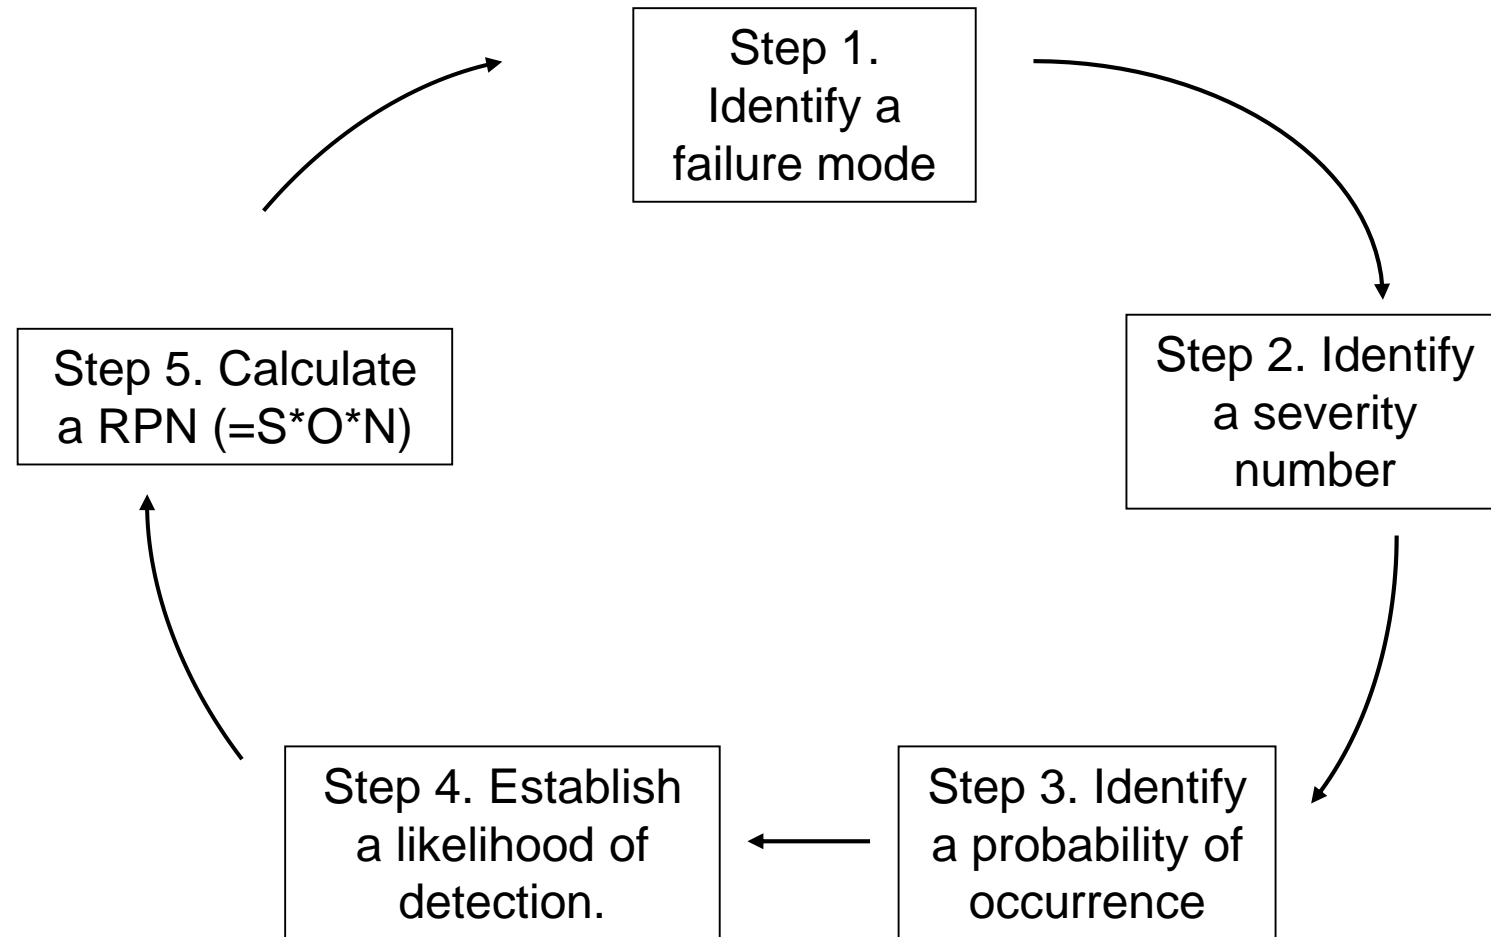 Step 1.
Identify a
failure mode
Step 2. Identify
a severity
number
Step 3. Identify
a probability of
occurrence
Step 4. Establish
a likelihood of
detection.
Step 5. Calculate
a RPN (=S*O*N)